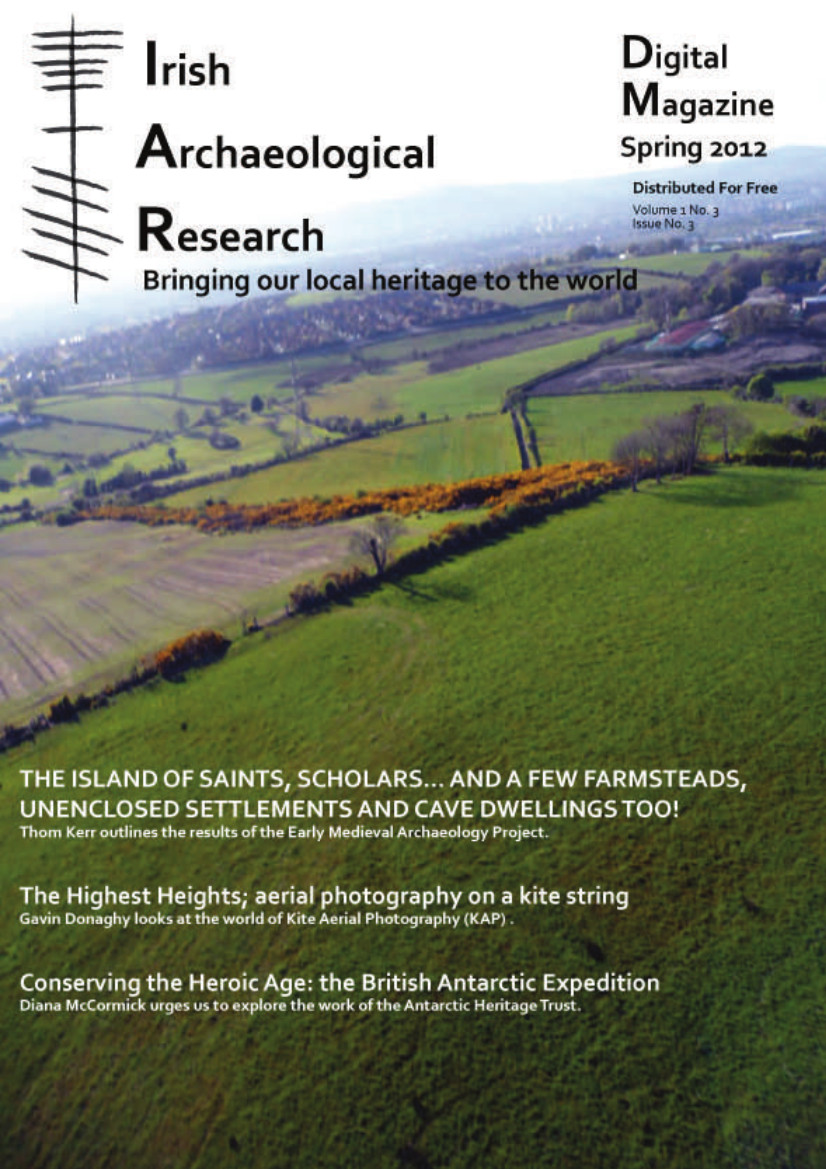 Irish
Archaeological
Research
Bringing our local heritage to the world
Digital
Magazine
Spring 2012
Distributed For Free
Volume 1 No. 3
Issue No. 3
THE ISLAND OF SAINTS, SCHOLARS... AND A FEW FARMSTEADS,
UNENCLOSED SETTLEMENTS AND CAVE DWELLINGS TOO!
Thom Kerr outlines the results of the Early Medieval Archaeology Project.
The Highest Heights; aerial photography on a kite string
Gavin Donaghy looks at the world of Kite Aerial Photography (KAP) .
Conserving the Heroic Age: the British Antarctic Expedition
Diana McCormick urges us to explore the work of the Antarctic Heritage Trust.